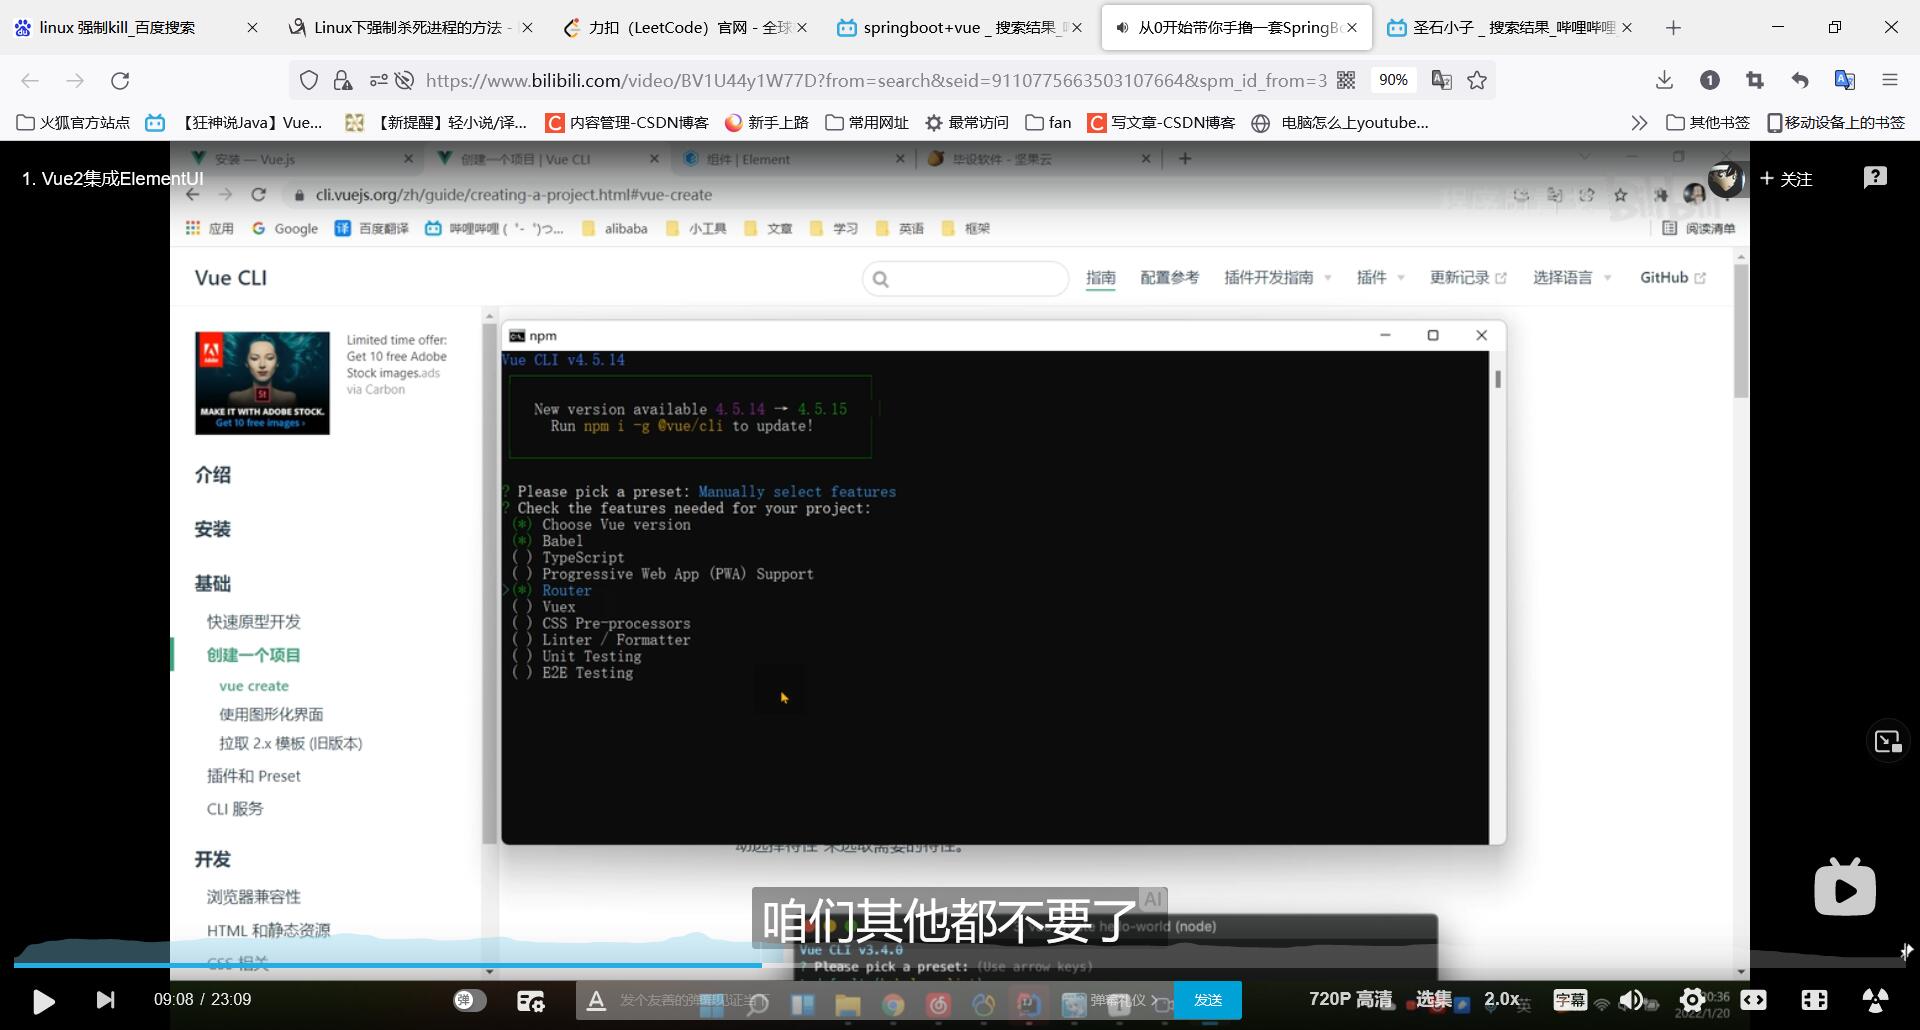 linux 强制kill_百度搜索
Linux下强制杀死进程的方法 -
力扣（LeetCode）官网 - 全球
springboot+vue _ 搜索结果_
从0开始带你手撸一套SpringBo
圣石小子 _ 搜索结果_哔哩哔哩
https://www.bilibili.com/video/BV1U44y1W77D?from=search&seid=9110775663503107664&spm_id_from=3
90%
火狐官方站点
【狂神说Java】Vue...
【新提醒】轻小说/译...
内容管理-CSDN博客
新手上路
常用网址
最常访问
fan
写文章-CSDN博客
电脑怎么上youtube...
其他书签
移动设备上的书签
安装 — Vue.js
创建一个项目 | Vue CLI
组件 | Element
毕设软件 - 坚果云
1. Vue2集成ElementUI
+ 关注
cli.vuejs.org/zh/guide/creating-a-project.html#vue-create
应用
Google
百度翻译
哔哩哔哩 ( ゜- ゜)つ...
alibaba
小工具
文章
学习
英语
框架
阅读清单
Vue CLI
指南
配置参考
插件开发指南
插件
更新记录
选择语言
GitHub
Limited time offer:
Get 10 free Adobe
Stock images.ads
via Carbon
Adobe
St
MAKE IT WITH ADOBE STOCK.
Get 10 free images ›
介绍
安装
基础
快速原型开发
创建一个项目
vue create
使用图形化界面
拉取 2.x 模板 (旧版本)
插件和 Preset
CLI 服务
开发
浏览器兼容性
HTML 和静态资源
CSS 相关
npm
Vue CLI v4.5.14
New version available 4.5.14 → 4.5.15
Run npm i -g @vue/cli to update!
? Please pick a preset: Manually select features
? Check the features needed for your project:
(*) Choose Vue version
(*) Babel
( ) TypeScript
( ) Progressive Web App (PWA) Support
>(*) Router
( ) Vuex
( ) CSS Pre-processors
( ) Linter / Formatter
( ) Unit Testing
( ) E2E Testing
动选择特性"来选取需要的特性。
咱们其他都不要了
AI
hello-world (node)
Vue CLI v3.4.0
? Please pick a preset: (Use arrow keys)
09:08 / 23:09
弹
发个友善的弹幕见证当下
弹幕礼仪 >
发送
720P 高清
选集
2.0x
英
字幕
2022/1/20